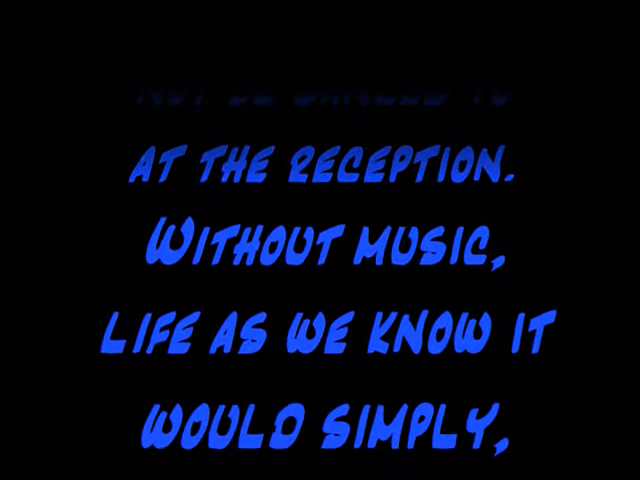 AT THE RECEPTION.
WITHOUT MUSIC,
LIFE AS WE KNOW IT
WOULD SIMPLY,